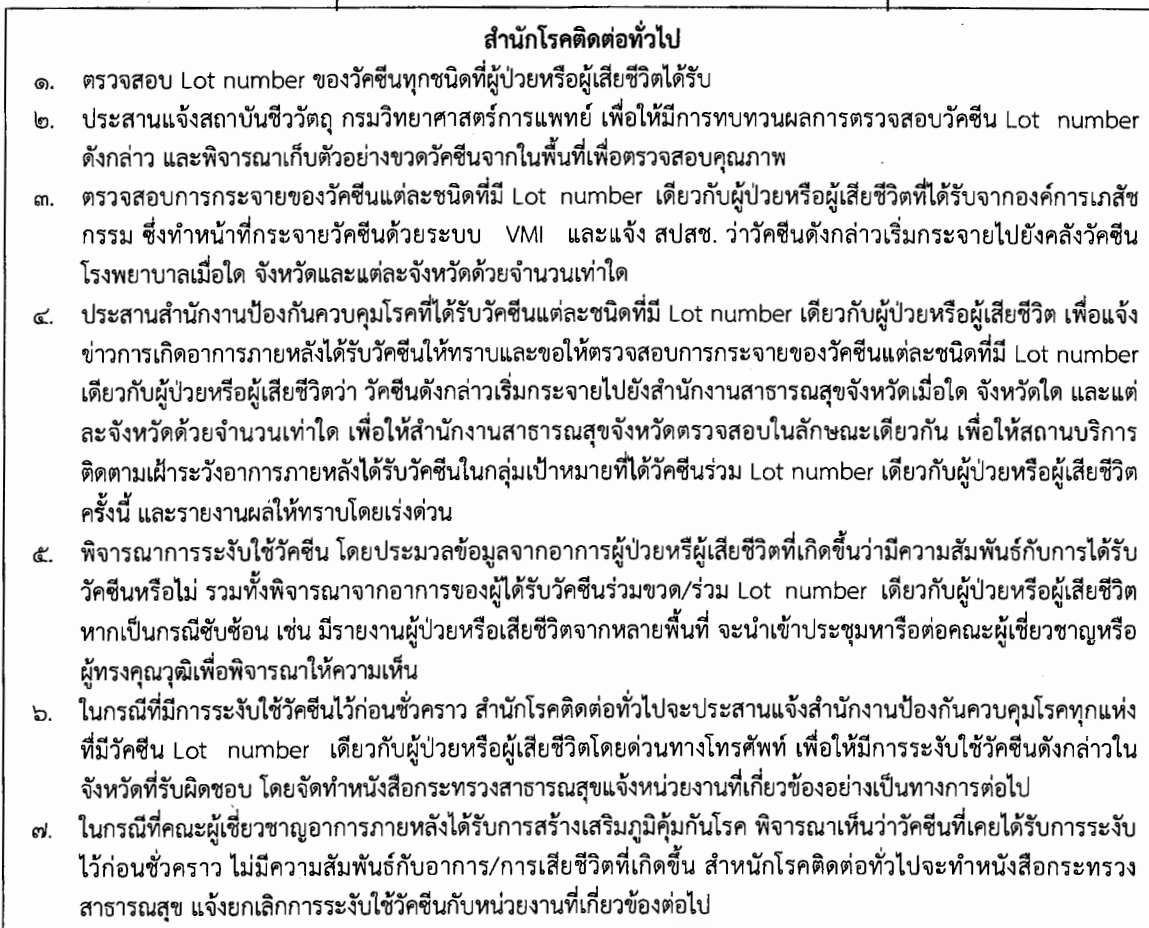 สำนักโรคติดต่อทั่วไป
๑. ตรวจสอบ Lot number ของวัคซีนทุกชนิดที่ผู้ป่วยหรือผู้เสียชีวิตได้รับ
๒. ประสานแจ้งสถาบันชีววัตถุ กรมวิทยาศาสตร์การแพทย์ เพื่อให้มีการทบทวนผลการตรวจสอบวัคซีน Lot number
ดังกล่าว และพิจารณาเก็บตัวอย่างขวดวัคซีนจากในพื้นที่เพื่อตรวจสอบคุณภาพ
๓. ตรวจสอบการกระจายของวัคซีนแต่ละชนิดที่มี Lot number เดียวกับผู้ป่วยหรือผู้เสียชีวิตที่ได้รับจากองค์การเภสัช
กรรม ซึ่งทำหน้าที่กระจายวัคซีนด้วยระบบ VMI และแจ้ง สปสช. ว่าวัคซีนดังกล่าวเริ่มกระจายไปยังคลังวัคซีน
โรงพยาบาลเมื่อใด จังหวัดและแต่ละจังหวัดด้วยจำนวนเท่าใด
๔. ประสานสำนักงานป้องกันควบคุมโรคที่ได้รับวัคซีนแต่ละชนิดที่มี Lot number เดียวกับผู้ป่วยหรือผู้เสียชีวิต เพื่อแจ้ง
ข่าวการเกิดอาการภายหลังได้รับวัคซีนให้ทราบและขอให้ตรวจสอบการกระจายของวัคซีนแต่ละชนิดที่มี Lot number
เดียวกับผู้ป่วยหรือผู้เสียชีวิตว่า วัคซีนดังกล่าวเริ่มกระจายไปยังสำนักงานสาธารณสุขจังหวัดเมื่อใด จังหวัดใด และแต่
ละจังหวัดด้วยจำนวนเท่าใด เพื่อให้สำนักงานสาธารณสุขจังหวัดตรวจสอบในลักษณะเดียวกัน เพื่อให้สถานบริการ
ติดตามเฝ้าระวังอาการภายหลังได้รับวัคซีนในกลุ่มเป้าหมายที่ได้วัคซีนร่วม Lot number เดียวกับผู้ป่วยหรือผู้เสียชีวิต
ครั้งนี้ และรายงานผลให้ทราบโดยเร่งด่วน
๕. พิจารณาการระงับใช้วัคซีน โดยประมวลข้อมูลจากอาการผู้ป่วยหรืผู้เสียชีวิตที่เกิดขึ้นว่ามีความสัมพันธ์กับการได้รับ
วัคซีนหรือไม่ รวมทั้งพิจารณาจากอาการของผู้ได้รับวัคซีนร่วมขวด/ร่วม Lot number เดียวกับผู้ป่วยหรือผู้เสียชีวิต
หากเป็นกรณีซับซ้อน เช่น มีรายงานผู้ป่วยหรือเสียชีวิตจากหลายพื้นที่ จะนำเข้าประชุมหารือต่อคณะผู้เชี่ยวชาญหรือ
ผู้ทรงคุณวุฒิเพื่อพิจารณาให้ความเห็น
๖. ในกรณีที่มีการระงับใช้วัคซีนไว้ก่อนชั่วคราว สำนักโรคติดต่อทั่วไปจะประสานแจ้งสำนักงานป้องกันควบคุมโรคทุกแห่ง
ที่มีวัคซีน Lot number เดียวกับผู้ป่วยหรือผู้เสียชีวิตโดยด่วนทางโทรศัพท์ เพื่อให้มีการระงับใช้วัคซีนดังกล่าวใน
จังหวัดที่รับผิดชอบ โดยจัดทำหนังสือกระทรวงสาธารณสุขแจ้งหน่วยงานที่เกี่ยวข้องอย่างเป็นทางการต่อไป
๗. ในกรณีที่คณะผู้เชี่ยวชาญอาการภายหลังได้รับการสร้างเสริมภูมิคุ้มกันโรค พิจารณาเห็นว่าวัคซีนที่เคยได้รับการระงับ
ไว้ก่อนชั่วคราว ไม่มีความสัมพันธ์กับอาการ/การเสียชีวิตที่เกิดขึ้น สำหนักโรคติดต่อทั่วไปจะทำหนังสือกระทรวง
สาธารณสุข แจ้งยกเลิกการระงับใช้วัคซีนกับหน่วยงานที่เกี่ยวข้องต่อไป